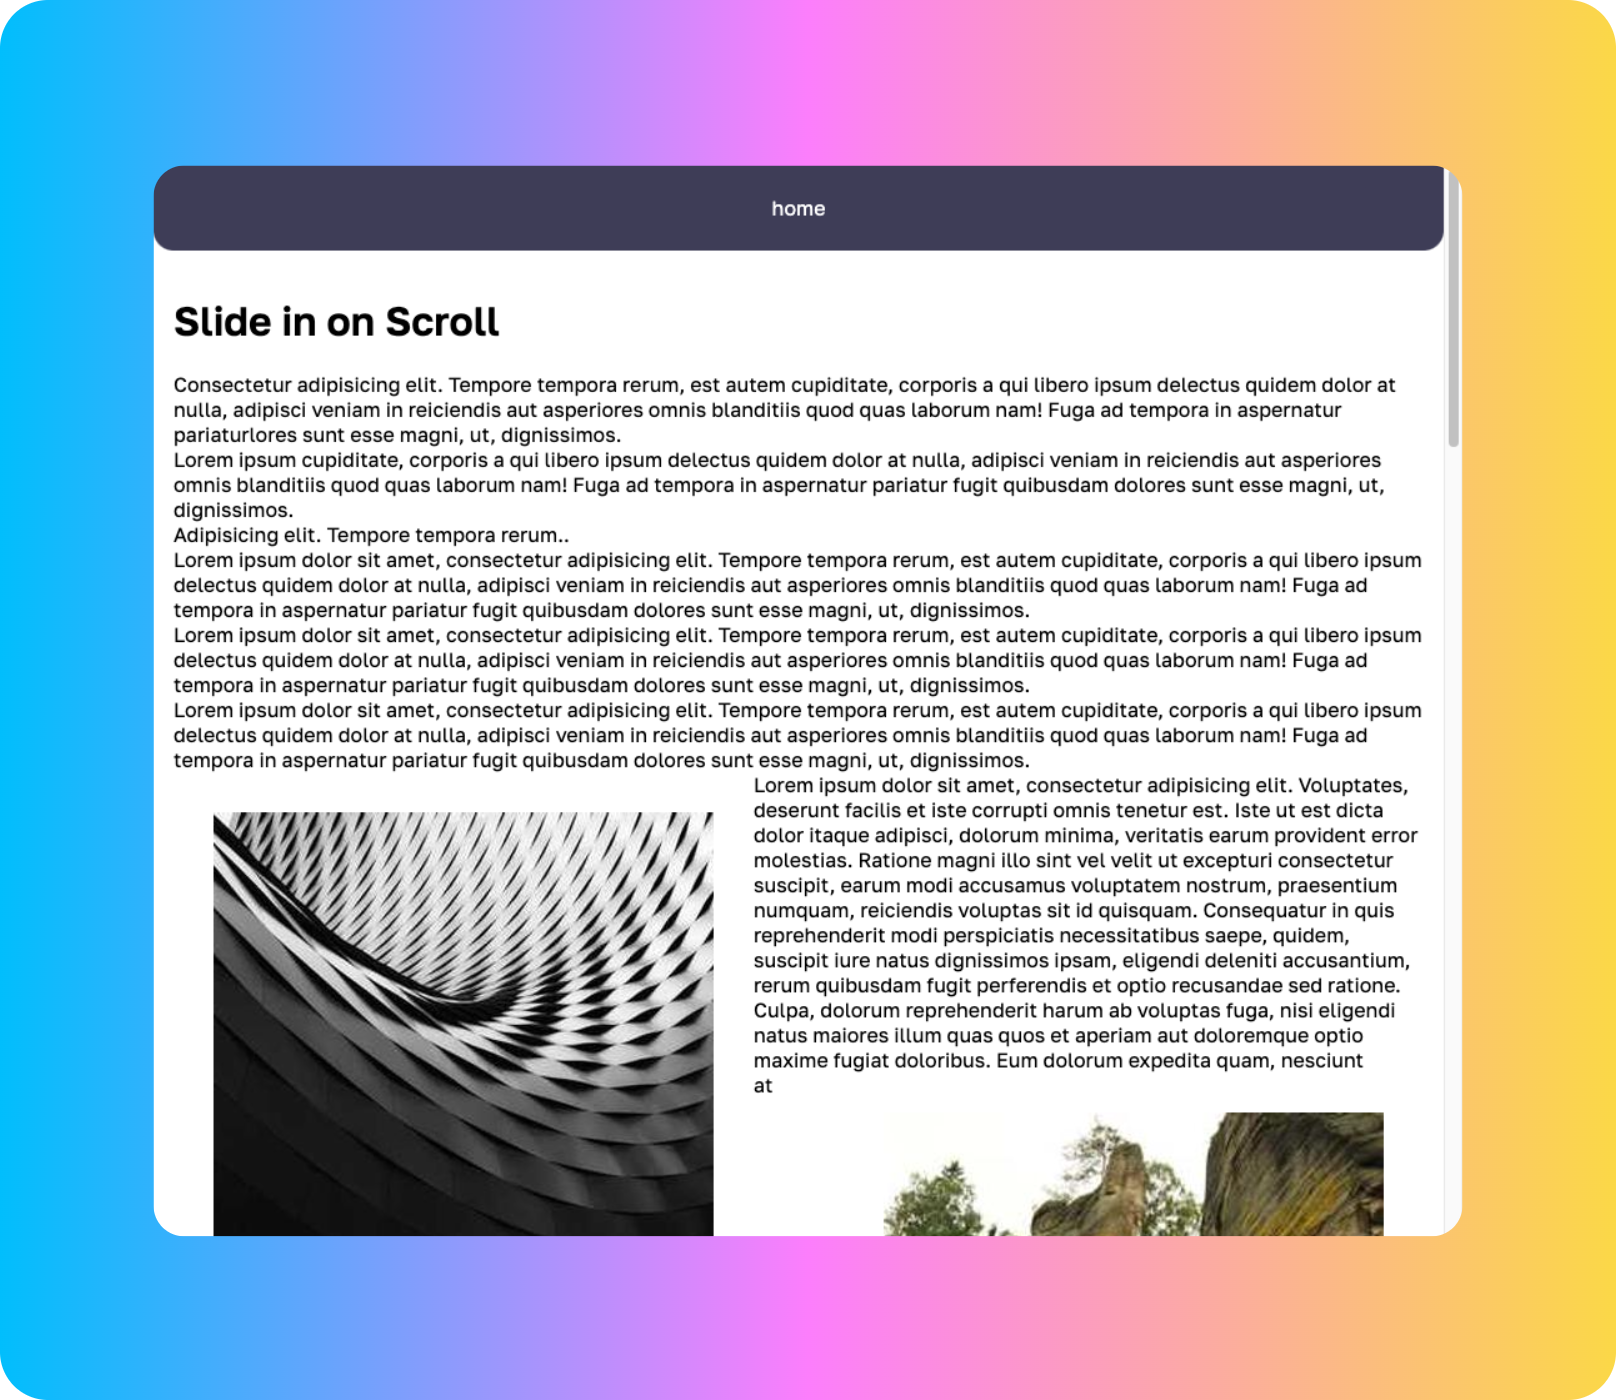 home
Slide in on Scroll
Consectetur adipisicing elit. Tempore tempora rerum, est autem cupiditate, corporis a qui libero ipsum delectus quidem dolor at
nulla, adipisci veniam in reiciendis aut asperiores omnis blanditiis quod quas laborum nam! Fuga ad tempora in aspernatur
pariaturlores sunt esse magni, ut, dignissimos.
Lorem ipsum cupiditate, corporis a qui libero ipsum delectus quidem dolor at nulla, adipisci veniam in reiciendis aut asperiores
omnis blanditiis quod quas laborum nam! Fuga ad tempora in aspernatur pariatur fugit quibusdam dolores sunt esse magni, ut,
dignissimos.
Adipisicing elit. Tempore tempora rerum..
Lorem ipsum dolor sit amet, consectetur adipisicing elit. Tempore tempora rerum, est autem cupiditate, corporis a qui libero ipsum
delectus quidem dolor at nulla, adipisci veniam in reiciendis aut asperiores omnis blanditiis quod quas laborum nam! Fuga ad
tempora in aspernatur pariatur fugit quibusdam dolores sunt esse magni, ut, dignissimos.
Lorem ipsum dolor sit amet, consectetur adipisicing elit. Tempore tempora rerum, est autem cupiditate, corporis a qui libero ipsum
delectus quidem dolor at nulla, adipisci veniam in reiciendis aut asperiores omnis blanditiis quod quas laborum nam! Fuga ad
tempora in aspernatur pariatur fugit quibusdam dolores sunt esse magni, ut, dignissimos.
Lorem ipsum dolor sit amet, consectetur adipisicing elit. Tempore tempora rerum, est autem cupiditate, corporis a qui libero ipsum
delectus quidem dolor at nulla, adipisci veniam in reiciendis aut asperiores omnis blanditiis quod quas laborum nam! Fuga ad
tempora in aspernatur pariatur fugit quibusdam dolores sunt esse magni, ut, dignissimos.
Lorem ipsum dolor sit amet, consectetur adipisicing elit. Voluptates,
deserunt facilis et iste corrupti omnis tenetur est. Iste ut est dicta
dolor itaque adipisci, dolorum minima, veritatis earum provident error
molestias. Ratione magni illo sint vel velit ut excepturi consectetur
suscipit, earum modi accusamus voluptatem nostrum, praesentium
numquam, reiciendis voluptas sit id quisquam. Consequatur in quis
reprehenderit modi perspiciatis necessitatibus saepe, quidem,
suscipit iure natus dignissimos ipsam, eligendi deleniti accusantium,
rerum quibusdam fugit perferendis et optio recusandae sed ratione.
Culpa, dolorum reprehenderit harum ab voluptas fuga, nisi eligendi
natus maiores illum quas quos et aperiam aut doloremque optio
maxime fugiat doloribus. Eum dolorum expedita quam, nesciunt
at